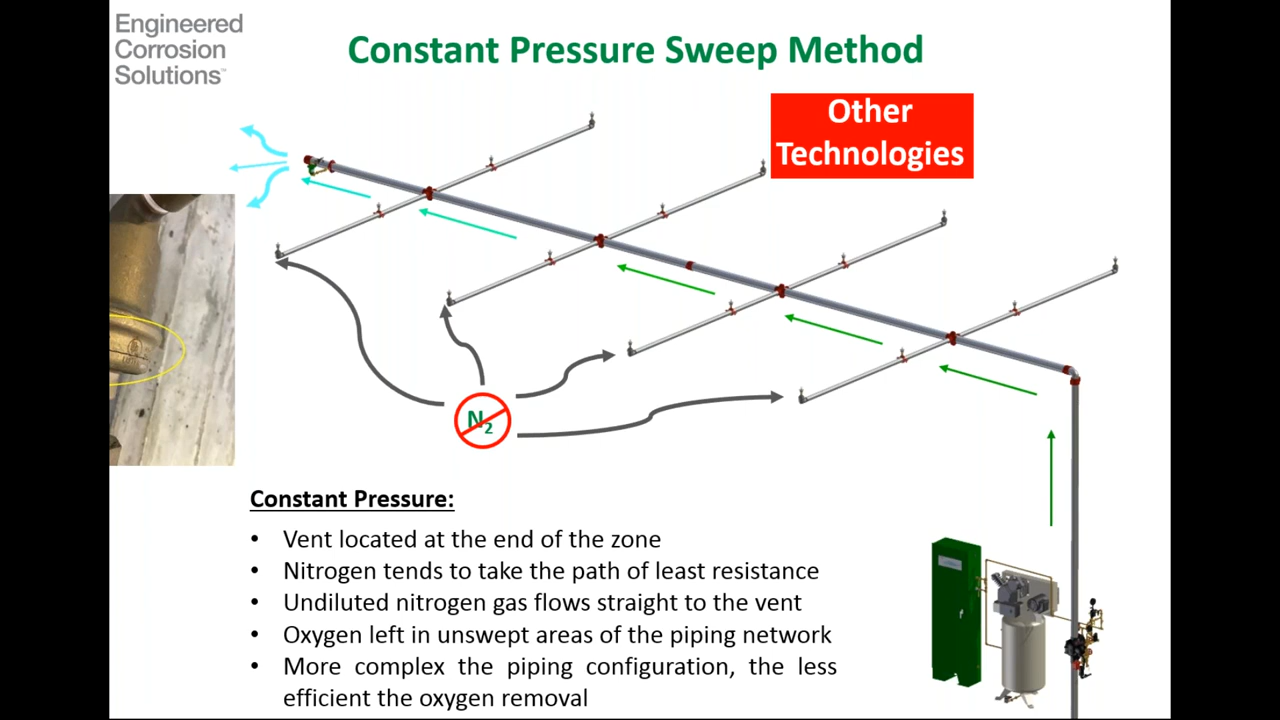 Engineered
Corrosion
Solutions™
Constant Pressure Sweep Method
Other
Technologies
N2
Constant Pressure:
• Vent located at the end of the zone
• Nitrogen tends to take the path of least resistance
• Undiluted nitrogen gas flows straight to the vent
• Oxygen left in unswept areas of the piping network
• More complex the piping configuration, the less
efficient the oxygen removal